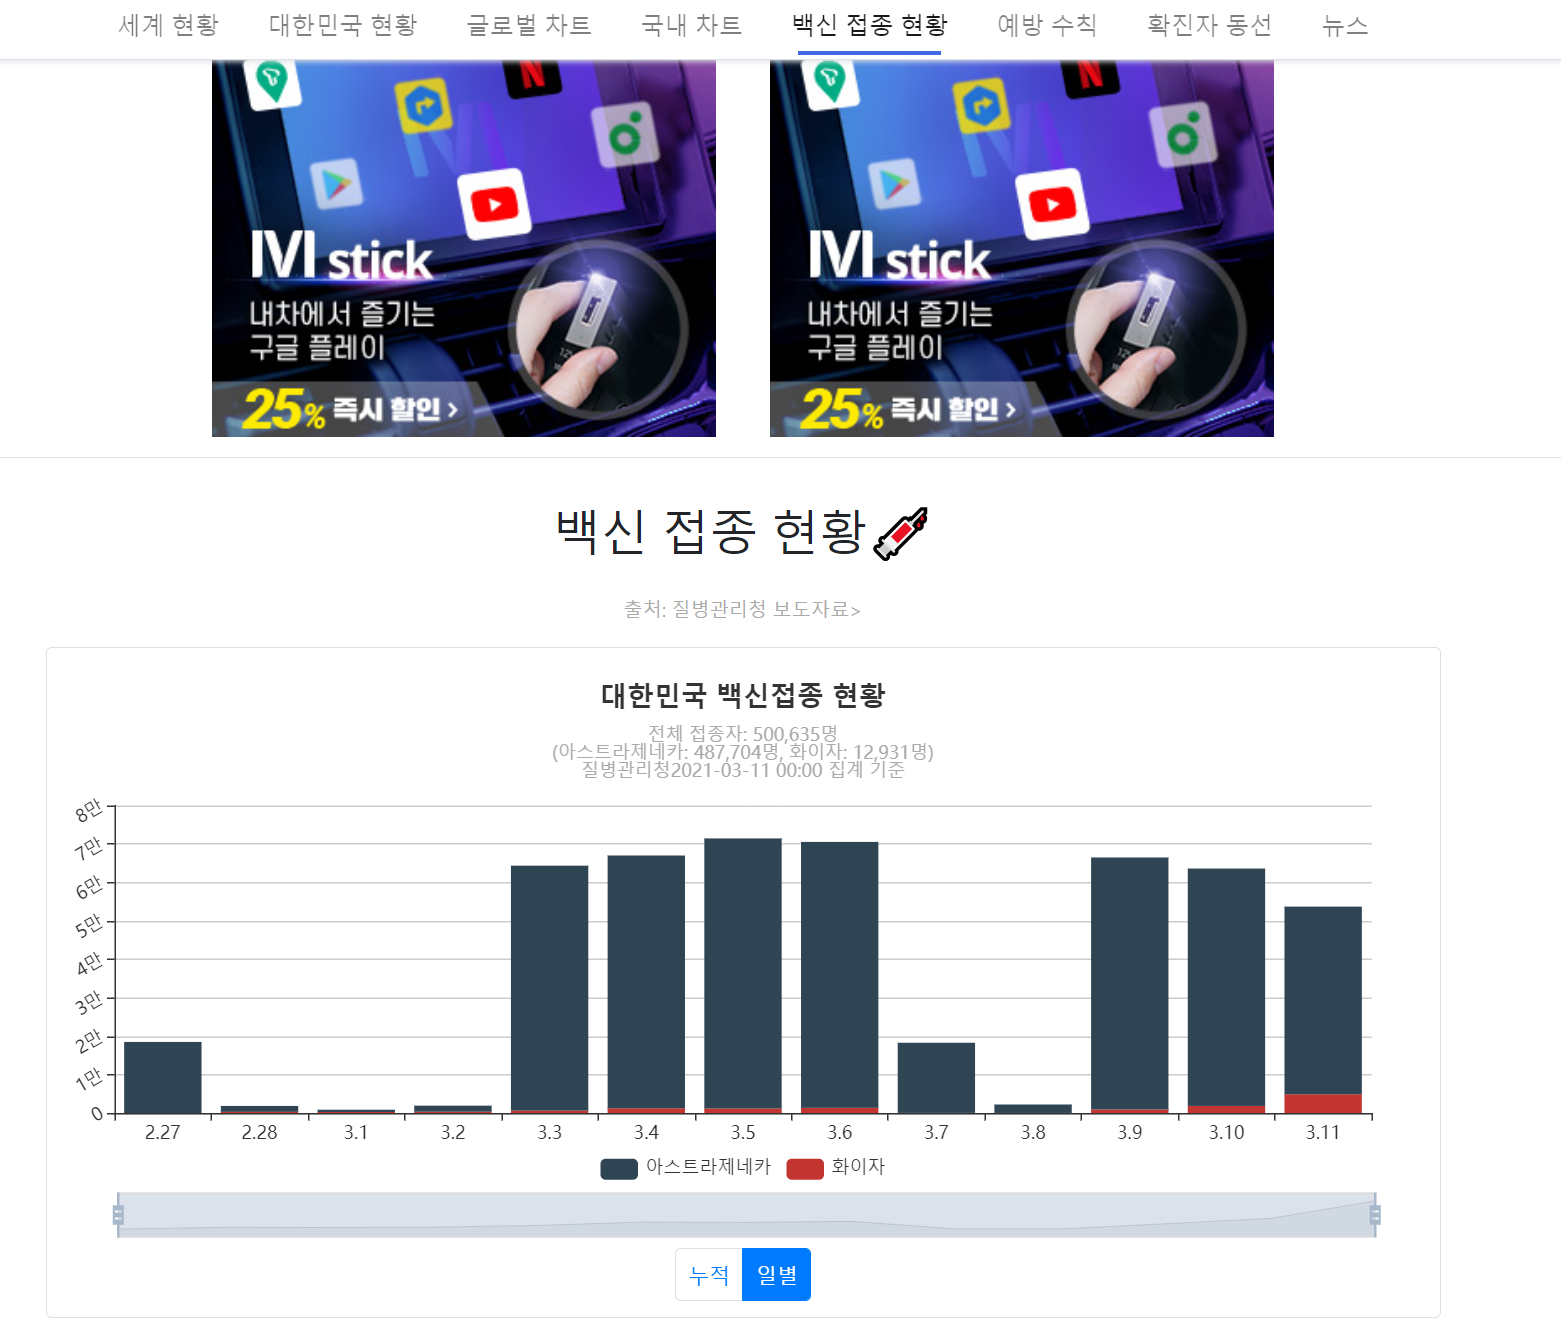 세계 현황 대한민국 현황 글로벌 차트 국내 차트 백신 접종 현황 예방 수칙 확진자 동선 뉴스
IVI stick
내차에서 즐기는
구글 플레이
25% 즉시 할인 >
IVI stick
내차에서 즐기는
구글 플레이
25% 즉시 할인 >
백신 접종 현황
출처: 질병관리청 보도자료>
대한민국 백신접종 현황
전체 접종자: 500,635명
(아스트라제네카: 487,704명, 화이자: 12,931명)
질병관리청2021-03-11 00:00 집계 기준
8만
7만
6만
5만
4만
3만
2만
1만
0
2.27 2.28 3.1 3.2 3.3 3.4 3.5 3.6 3.7 3.8 3.9 3.10 3.11
아스트라제네카 화이자
누적 일별